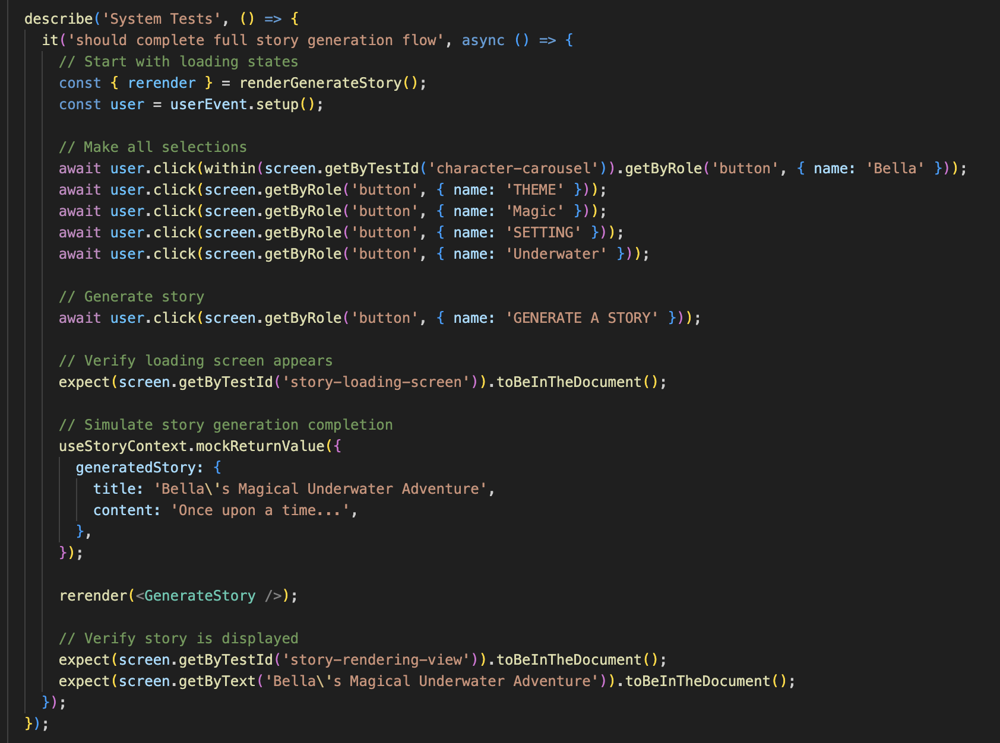 describe('System Tests', () => {
  it('should complete full story generation flow', async () => {
    // Start with loading states
    const { rerender } = renderGenerateStory();
    const user = userEvent.setup();

    // Make all selections
    await user.click(within(screen.getByTestId('character-carousel')).getByRole('button', { name: 'Bella' }));
    await user.click(screen.getByRole('button', { name: 'THEME' }));
    await user.click(screen.getByRole('button', { name: 'Magic' }));
    await user.click(screen.getByRole('button', { name: 'SETTING' }));
    await user.click(screen.getByRole('button', { name: 'Underwater' }));

    // Generate story
    await user.click(screen.getByRole('button', { name: 'GENERATE A STORY' }));

    // Verify loading screen appears
    expect(screen.getByTestId('story-loading-screen')).toBeInTheDocument();

    // Simulate story generation completion
    useStoryContext.mockReturnValue({
      generatedStory: {
        title: 'Bella\'s Magical Underwater Adventure',
        content: 'Once upon a time...',
      },
    });

    rerender(<GenerateStory />);

    // Verify story is displayed
    expect(screen.getByTestId('story-rendering-view')).toBeInTheDocument();
    expect(screen.getByText('Bella\'s Magical Underwater Adventure')).toBeInTheDocument();
  });
});